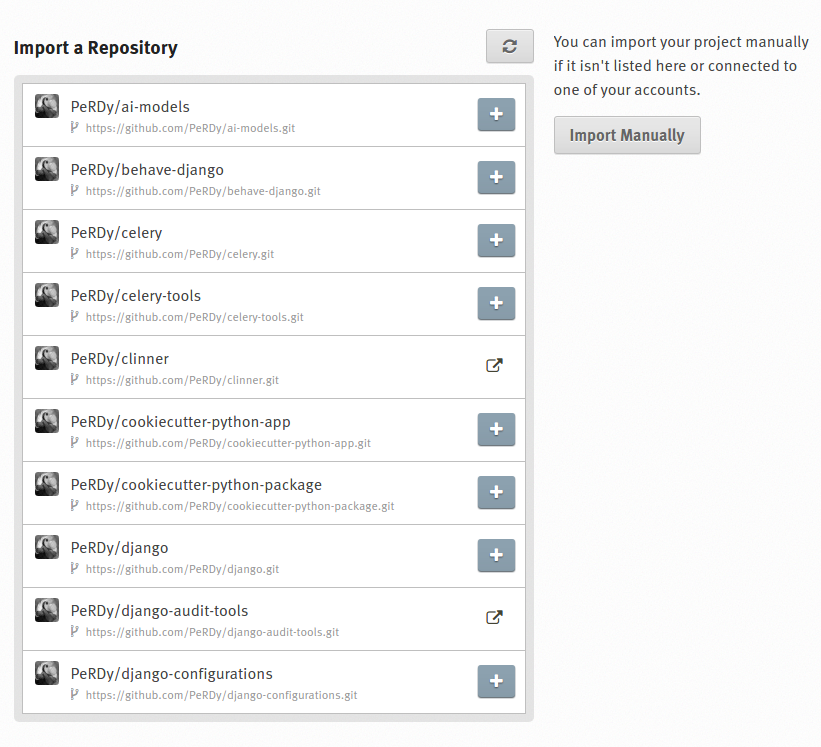 Import a Repository
PeRDy/ai-models
https://github.com/PeRDy/ai-models.git
PeRDy/behave-django
https://github.com/PeRDy/behave-django.git
PeRDy/celery
https://github.com/PeRDy/celery.git
PeRDy/celery-tools
https://github.com/PeRDy/celery-tools.git
PeRDy/clinner
https://github.com/PeRDy/clinner.git
PeRDy/cookiecutter-python-app
https://github.com/PeRDy/cookiecutter-python-app.git
PeRDy/cookiecutter-python-package
https://github.com/PeRDy/cookiecutter-python-package.git
PeRDy/django
https://github.com/PeRDy/django.git
PeRDy/django-audit-tools
https://github.com/PeRDy/django-audit-tools.git
PeRDy/django-configurations
https://github.com/PeRDy/django-configurations.git
You can import your project manually
if it isn't listed here or connected to
one of your accounts.
Import Manually